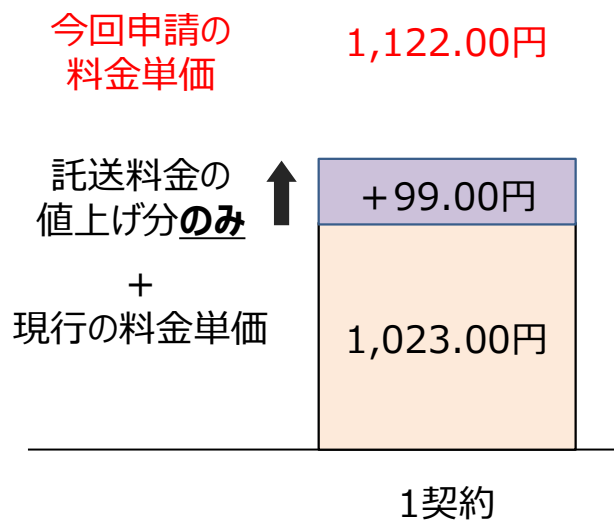 今回申請の
料金単価
1,122.00円
託送料金の
値上げ分のみ
+
現行の料金単価
+99.00円
1,023.00円
1契約